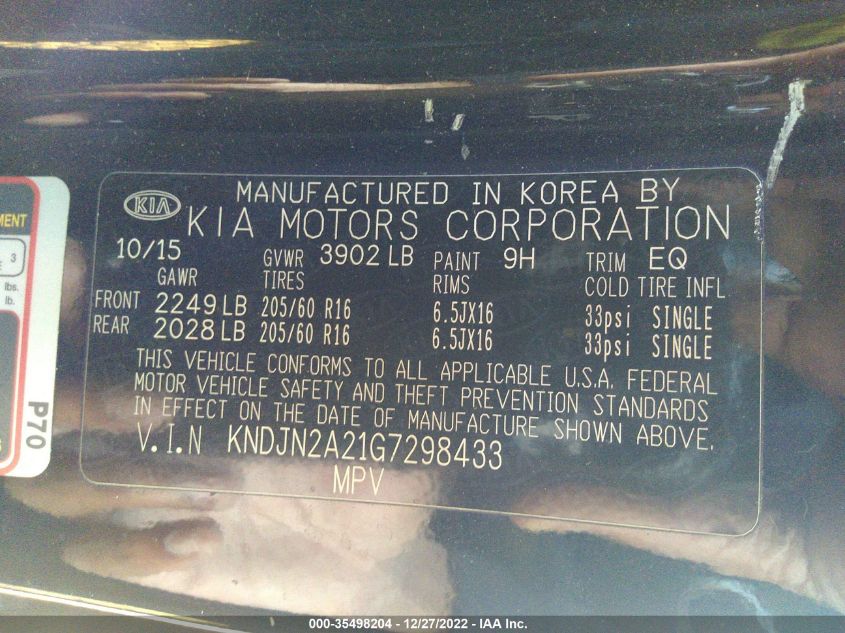 MANUFACTURED IN KOREA BY
KIA KIA MOTORS CORPORATION
10/15 GVWR 3902 LB PAINT 9H TRIM EQ
GAWR TIRES RIMS COLD TIRE INFL
FRONT 2249 LB 205/60 R16 6.5JX16 33psi SINGLE
REAR 2028 LB 205/60 R16 6.5JX16 33psi SINGLE
THIS VEHICLE CONFORMS TO ALL APPLICABLE U.S.A. FEDERAL
MOTOR VEHICLE SAFETY AND THEFT PREVENTION STANDARDS
IN EFFECT ON THE DATE OF MANUFACTURE SHOWN ABOVE.
V.I.N KNDJN2A21G7298433
MPV
3
lbs.
lb.
P70
000-35498204 - 12/27/2022 - IAA Inc.